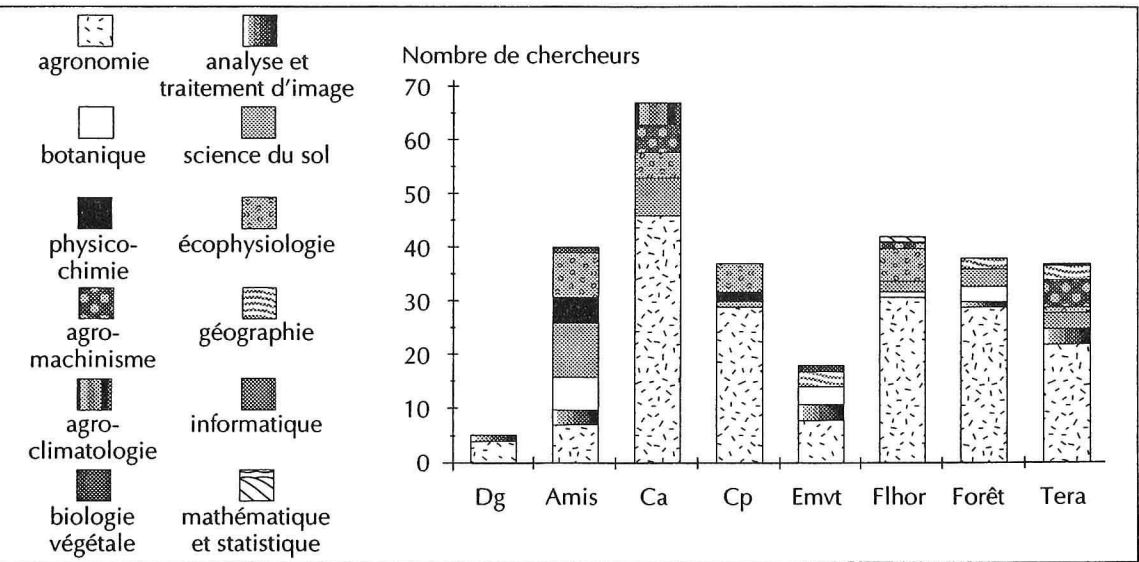 agronomie
analyse et
traitement d'image
botanique
science du sol
physico-
chimie
écophysiologie
agro-
machinisme
géographie
agro-
climatologie
informatique
biologie
végétale
mathématique
et statistique
Nombre de chercheurs
70
60
50
40
30
20
10
0
Dg Amis Ca Cp Emvt Flhor Forêt Tera